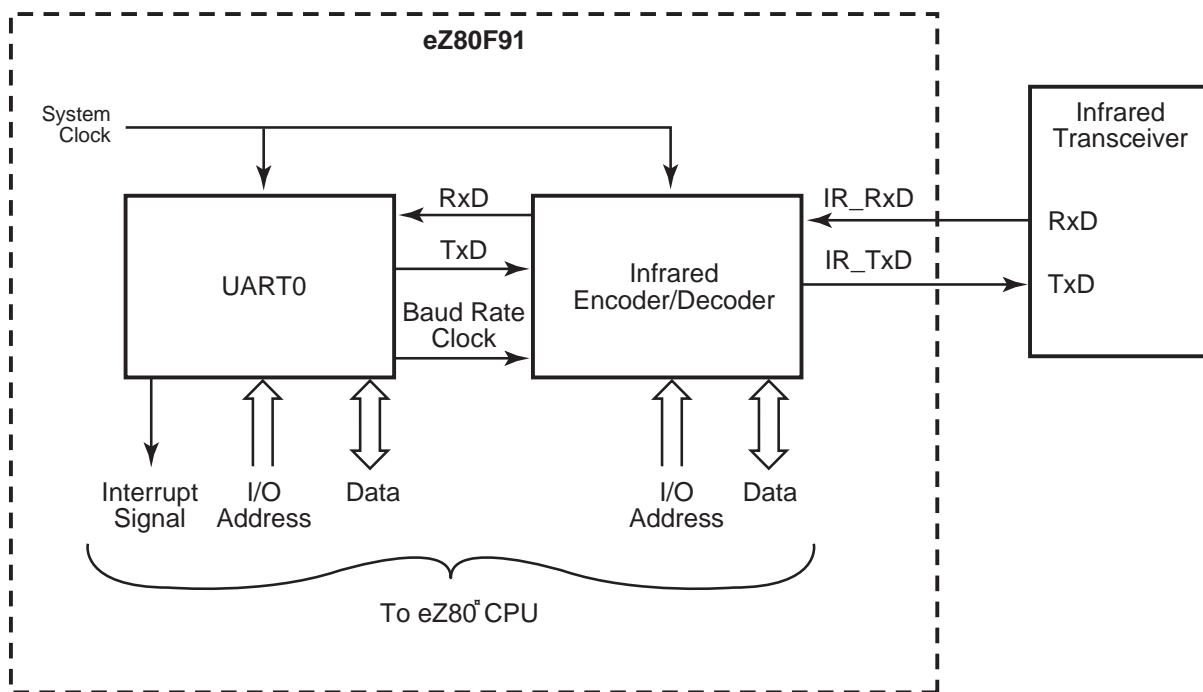 eZ80F91
System
Clock
Infrared
Transceiver
RxD
IR_RxD
RxD
TxD
IR_TxD
TxD
UART0
Infrared
Encoder/Decoder
Baud Rate
Clock
Interrupt
Signal
I/O
Address
Data
I/O
Address
Data
To eZ80¤ CPU